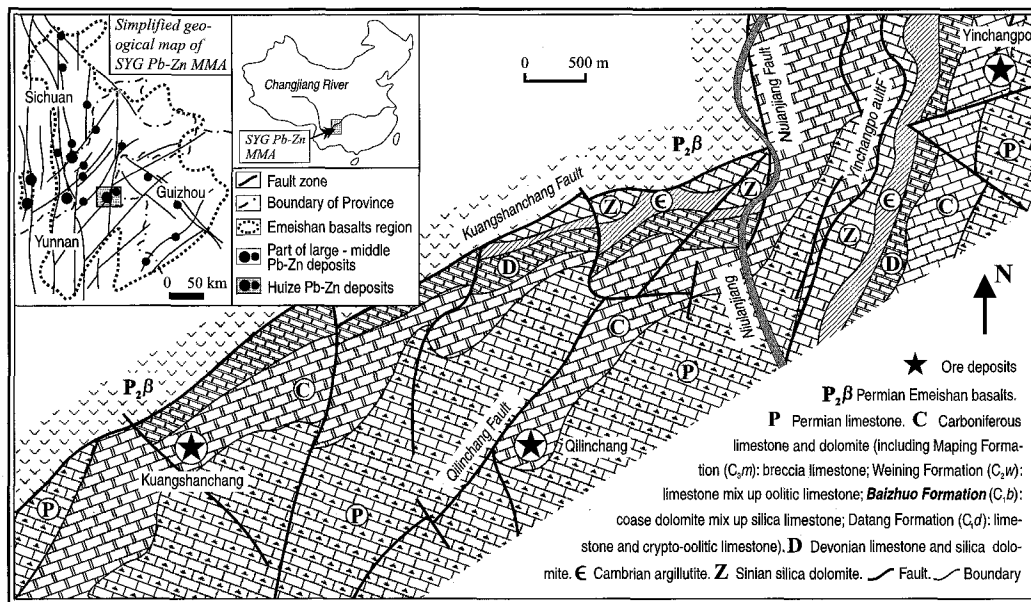 Simplified geo-
ological map of
SYG Pb-Zn MMA
Sichuan
Guizhou
Yunnan
0 50 km
Changjiang River
SYG Pb-Zn
MMA
Fault zone
Boundary of Province
Emeishan basalts region
Part of large - middle
Pb-Zn deposits
Huize Pb-Zn deposits
0 500 m
Yinchangpo
Niulanjiang Fault
Yinchangpo aultF
P₂β
Kuangshanchang Fault
Z
Є
Z
P
Є
C
Z
D
D
Niulanjiang
N
C
P
P₂β
C
Qilinchang Fault
Kuangshanchang
Qilinchang
P
P
Ore deposits
P₂β Permian Emeishan basalts.
P Permian limestone. C Carboniferous
limestone and dolomite (including Maping Forma-
tion (C₃m): breccia limestone; Weining Formation (C₂w):
limestone mix up oolitic limestone; Baizhuo Formation (C₁b):
coase dolomite mix up silica limestone; Datang Formation (C₁d): lime-
stone and crypto-oolitic limestone). D Devonian limestone and silica dolo-
mite. Є Cambrian argillutite. Z Sinian silica dolomite. Fault. Boundary